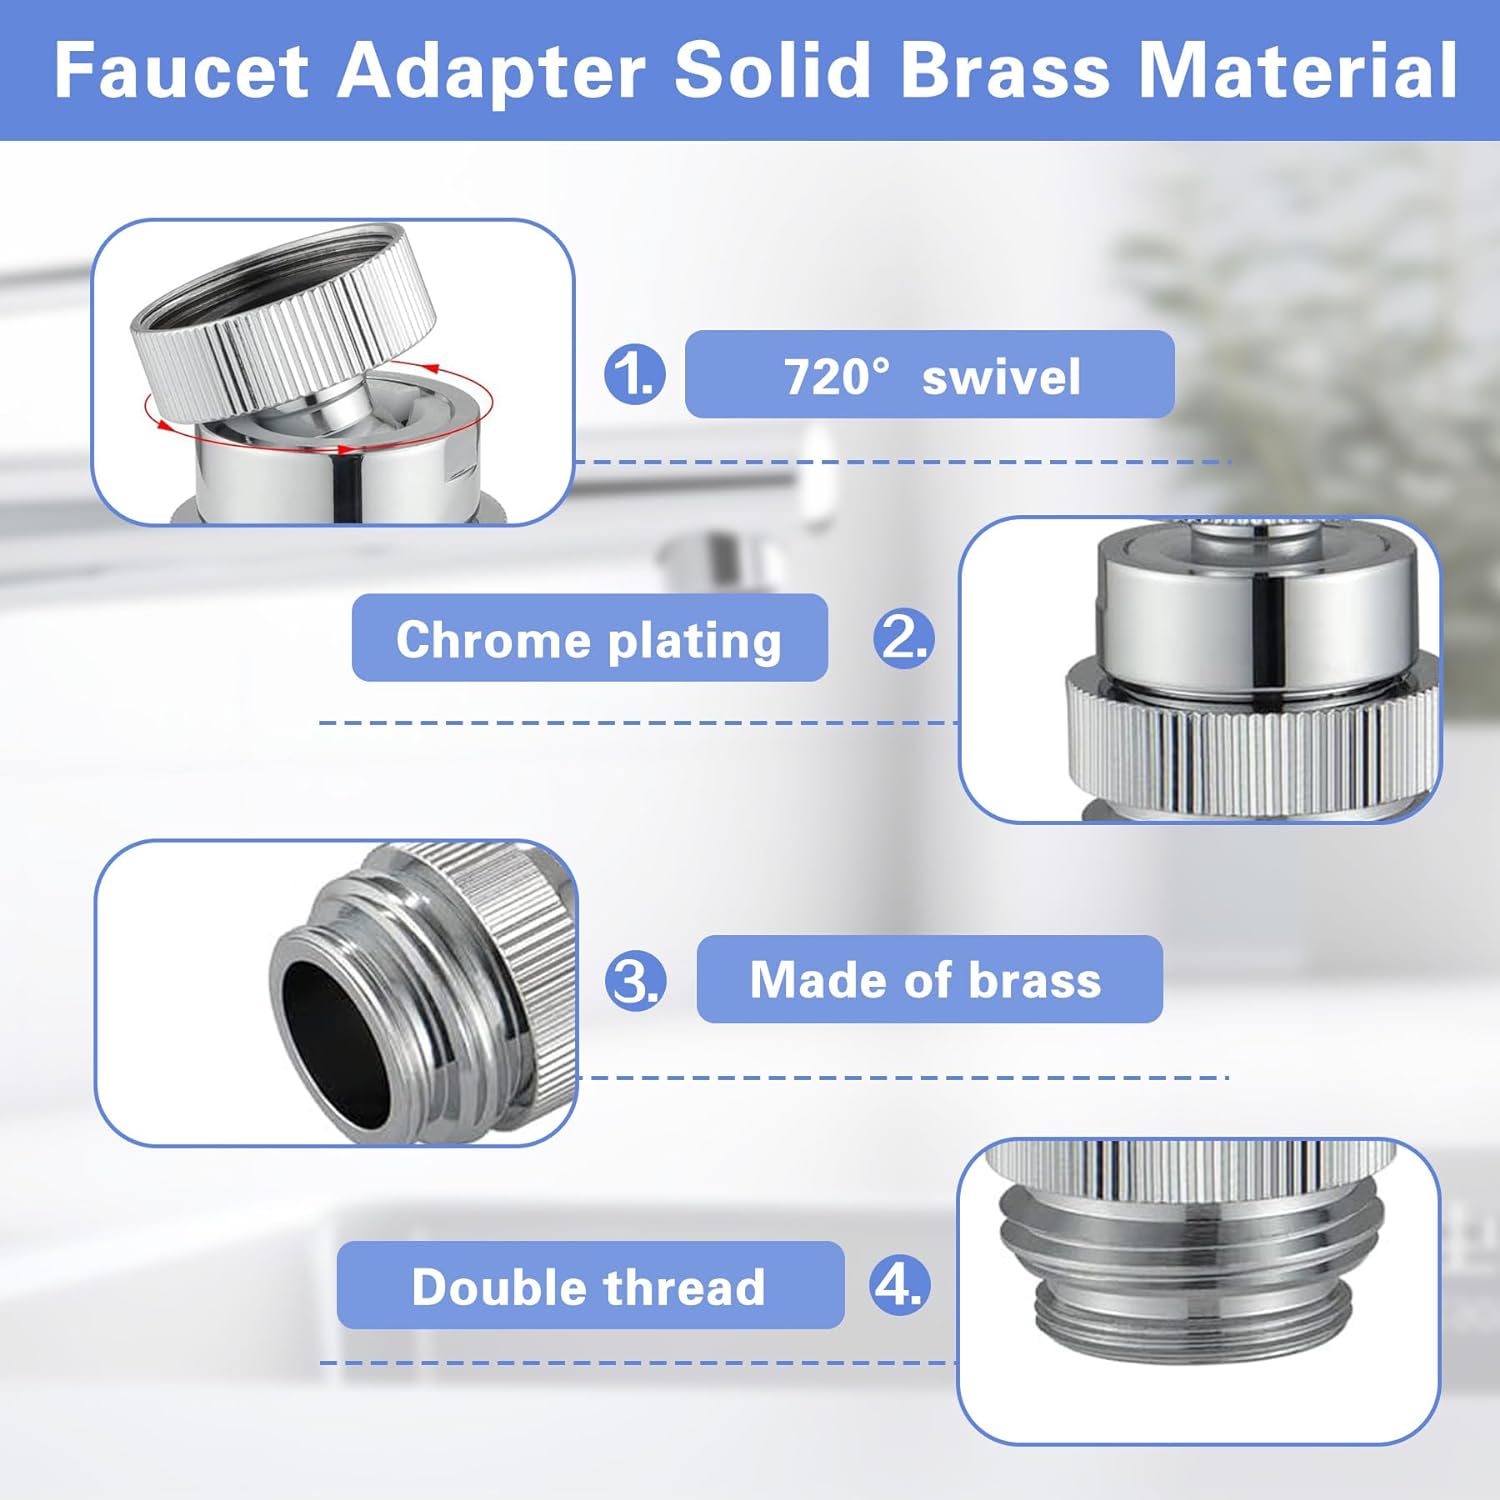 Faucet Adapter Solid Brass Material
1.
720° swivel
Chrome plating
2.
3.
Made of brass
Double thread
4.